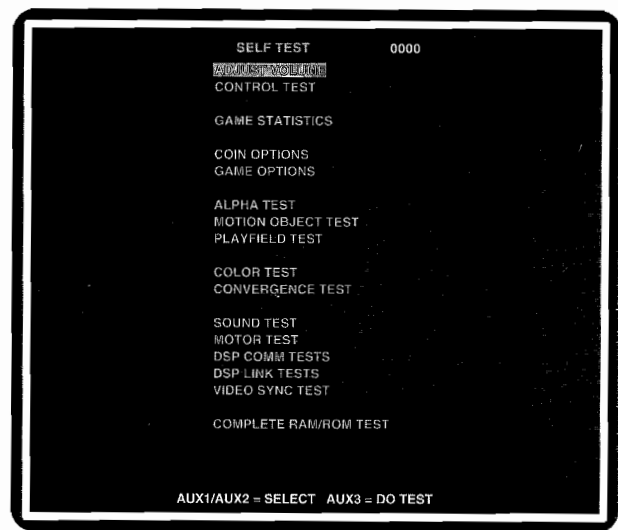 SELF TEST 0000
ADJUST VOLUME
CONTROL TEST
GAME STATISTICS
COIN OPTIONS
GAME OPTIONS
ALPHA TEST
MOTION OBJECT TEST
PLAYFIELD TEST
COLOR TEST
CONVERGENCE TEST
SOUND TEST
MOTOR TEST
DSP COMM TESTS
DSP LINK TESTS
VIDEO SYNC TEST
COMPLETE RAM/ROM TEST
AUX1/AUX2 = SELECT AUX3 = DO TEST